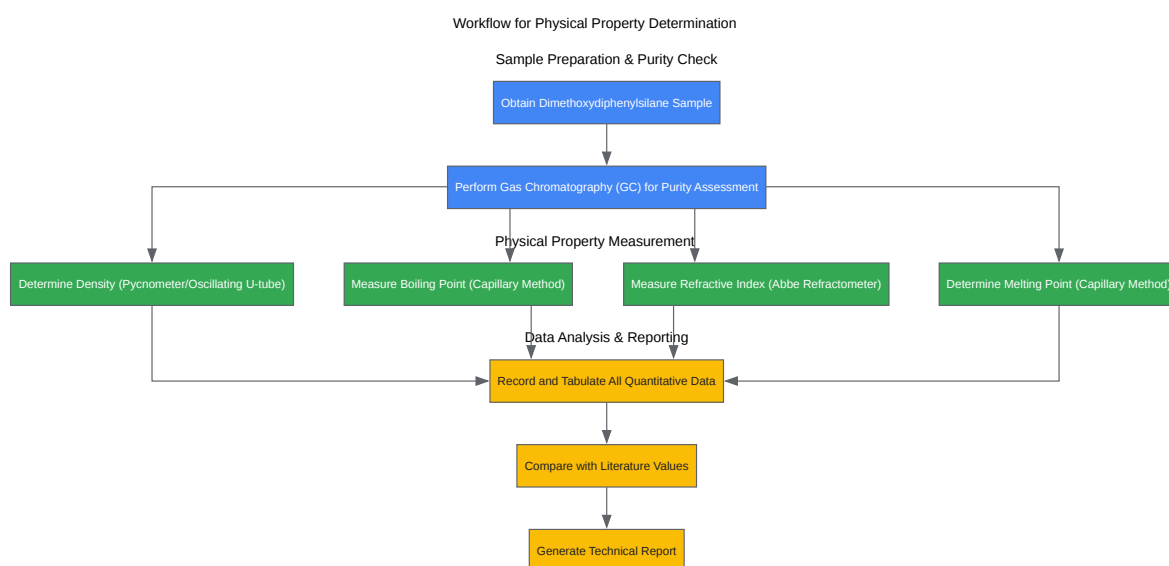 Workflow for Physical Property Determination
Sample Preparation & Purity Check
Obtain Dimethoxydiphenylsilane Sample
Perform Gas Chromatography (GC) for Purity Assessment
Physical Property Measurement
Determine Density (Pycnometer/Oscillating U-tube)
Measure Boiling Point (Capillary Method)
Measure Refractive Index (Abbe Refractometer)
Determine Melting Point (Capillary Method)
Data Analysis & Reporting
Record and Tabulate All Quantitative Data
Compare with Literature Values
Generate Technical Report